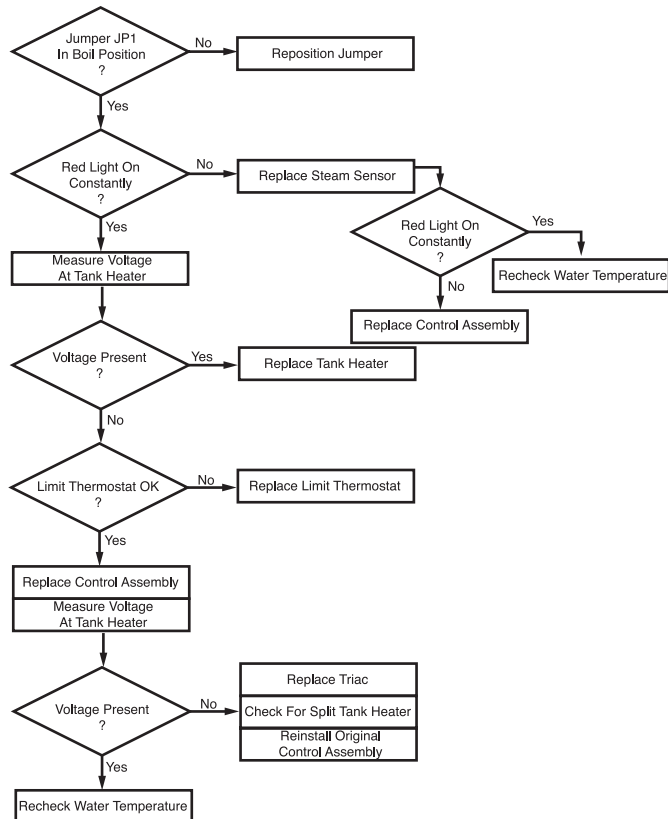 Jumper JP1
In Boil Position
?
No
Reposition Jumper
Yes
Red Light On
Constantly
?
No
Replace Steam Sensor
Red Light On
Constantly
?
Yes
Recheck Water Temperature
No
Replace Control Assembly
Yes
Measure Voltage
At Tank Heater
Voltage Present
?
Yes
Replace Tank Heater
No
Limit Thermostat OK
?
No
Replace Limit Thermostat
Yes
Replace Control Assembly
Measure Voltage
At Tank Heater
Voltage Present
?
No
Replace Triac
Check For Split Tank Heater
Reinstall Original
Control Assembly
Yes
Recheck Water Temperature